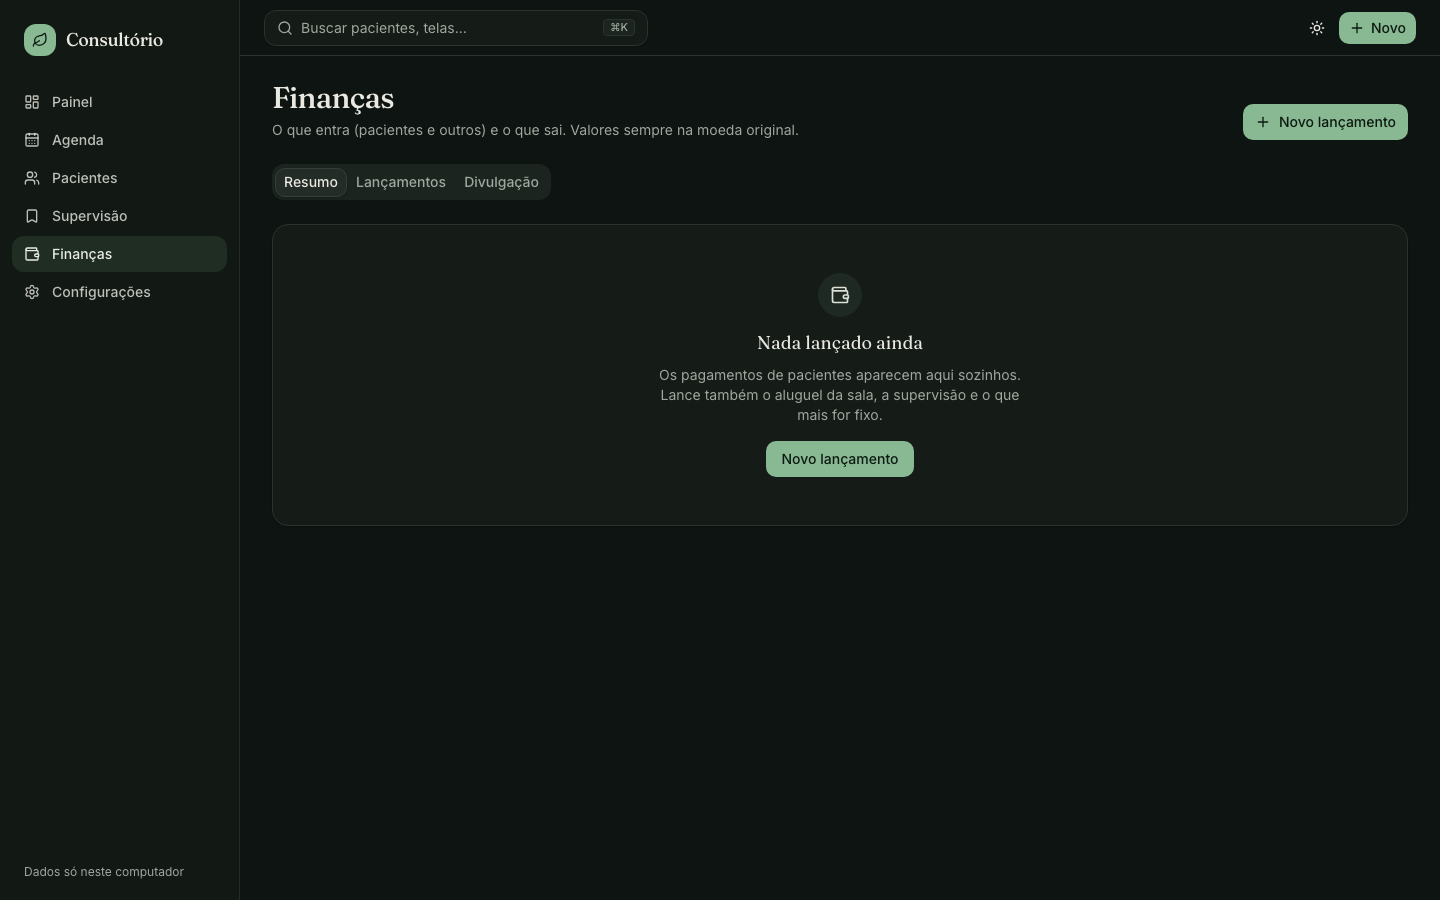 Consultório
Buscar pacientes, telas...
⌘K
Novo
Painel
Agenda
Pacientes
Supervisão
Finanças
Configurações
Finanças
O que entra (pacientes e outros) e o que sai. Valores sempre na moeda original.
Novo lançamento
Resumo
Lançamentos
Divulgação
Nada lançado ainda
Os pagamentos de pacientes aparecem aqui sozinhos.
Lance também o aluguel da sala, a supervisão e o que
mais for fixo.
Novo lançamento
Dados só neste computador